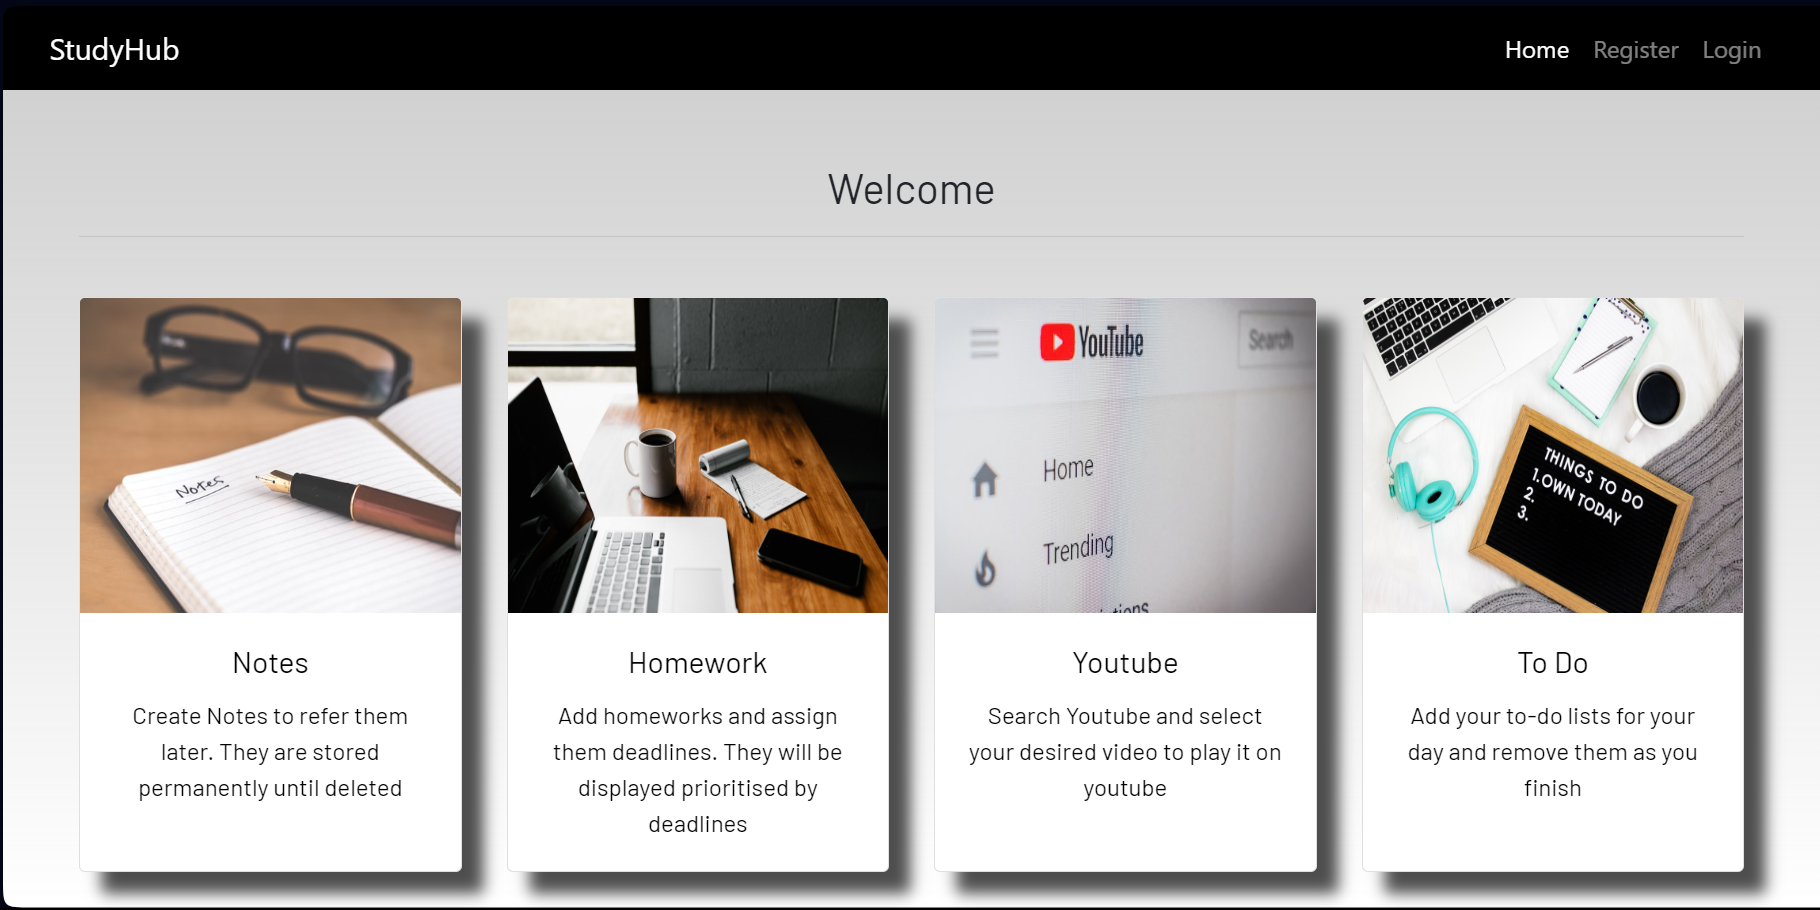 StudyHub
Home Register Login
Welcome
Notes
YouTube
Search
Home
Trending
THINGS TO DO
1.OWN TODAY
2.
3.
Notes
Create Notes to refer them
later. They are stored
permanently until deleted
Homework
Add homeworks and assign
them deadlines. They will be
displayed prioritised by
deadlines
Youtube
Search Youtube and select
your desired video to play it on
youtube
To Do
Add your to-do lists for your
day and remove them as you
finish